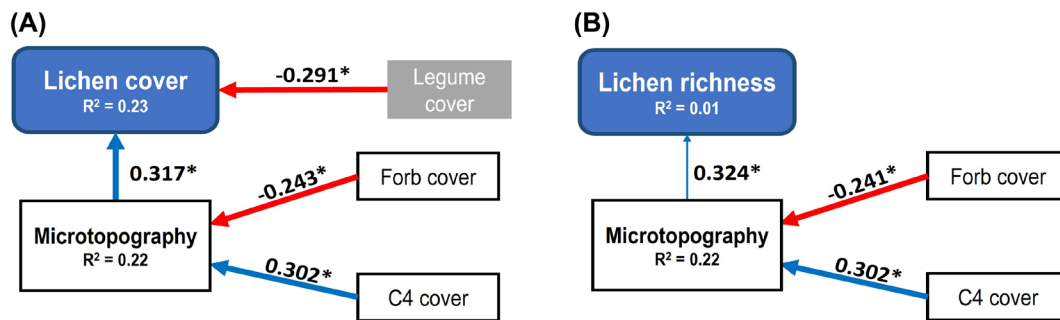 (A)
Lichen cover
R² = 0.23
-0.291*
Legume
cover
0.317*
-0.243*
Forb cover
Microtopography
R² = 0.22
0.302*
C4 cover
(B)
Lichen richness
R² = 0.01
0.324*
-0.241*
Forb cover
Microtopography
R² = 0.22
0.302*
C4 cover